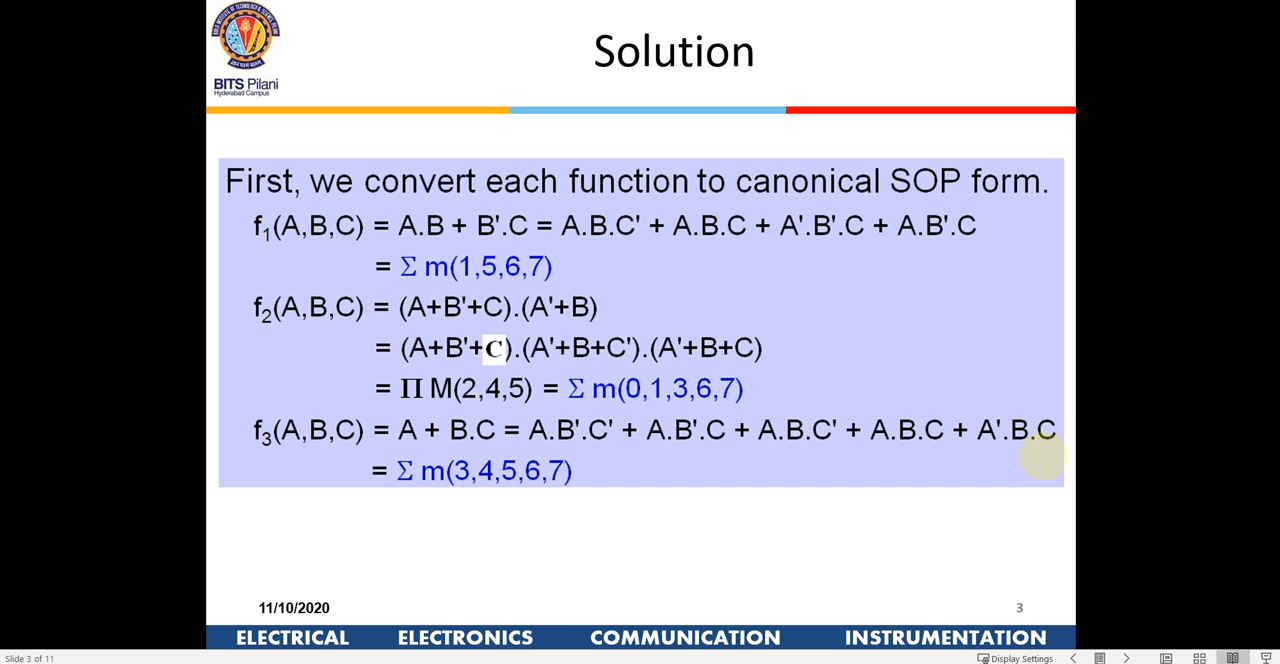 BITS Pilani
Hyderabad Campus
Solution
First, we convert each function to canonical SOP form.
f₁(A,B,C) = A.B + B'.C = A.B.C' + A.B.C + A'.B'.C + A.B'.C
= Σ m(1,5,6,7)
f₂(A,B,C) = (A+B'+C).(A'+B)
= (A+B'+C).(A'+B+C').(A'+B+C)
= Π M(2,4,5) = Σ m(0,1,3,6,7)
f₃(A,B,C) = A + B.C = A.B'.C' + A.B'.C + A.B.C' + A.B.C + A'.B.C
= Σ m(3,4,5,6,7)
11/10/2020 3
ELECTRICAL ELECTRONICS COMMUNICATION INSTRUMENTATION
Slide 3 of 11 Display Settings